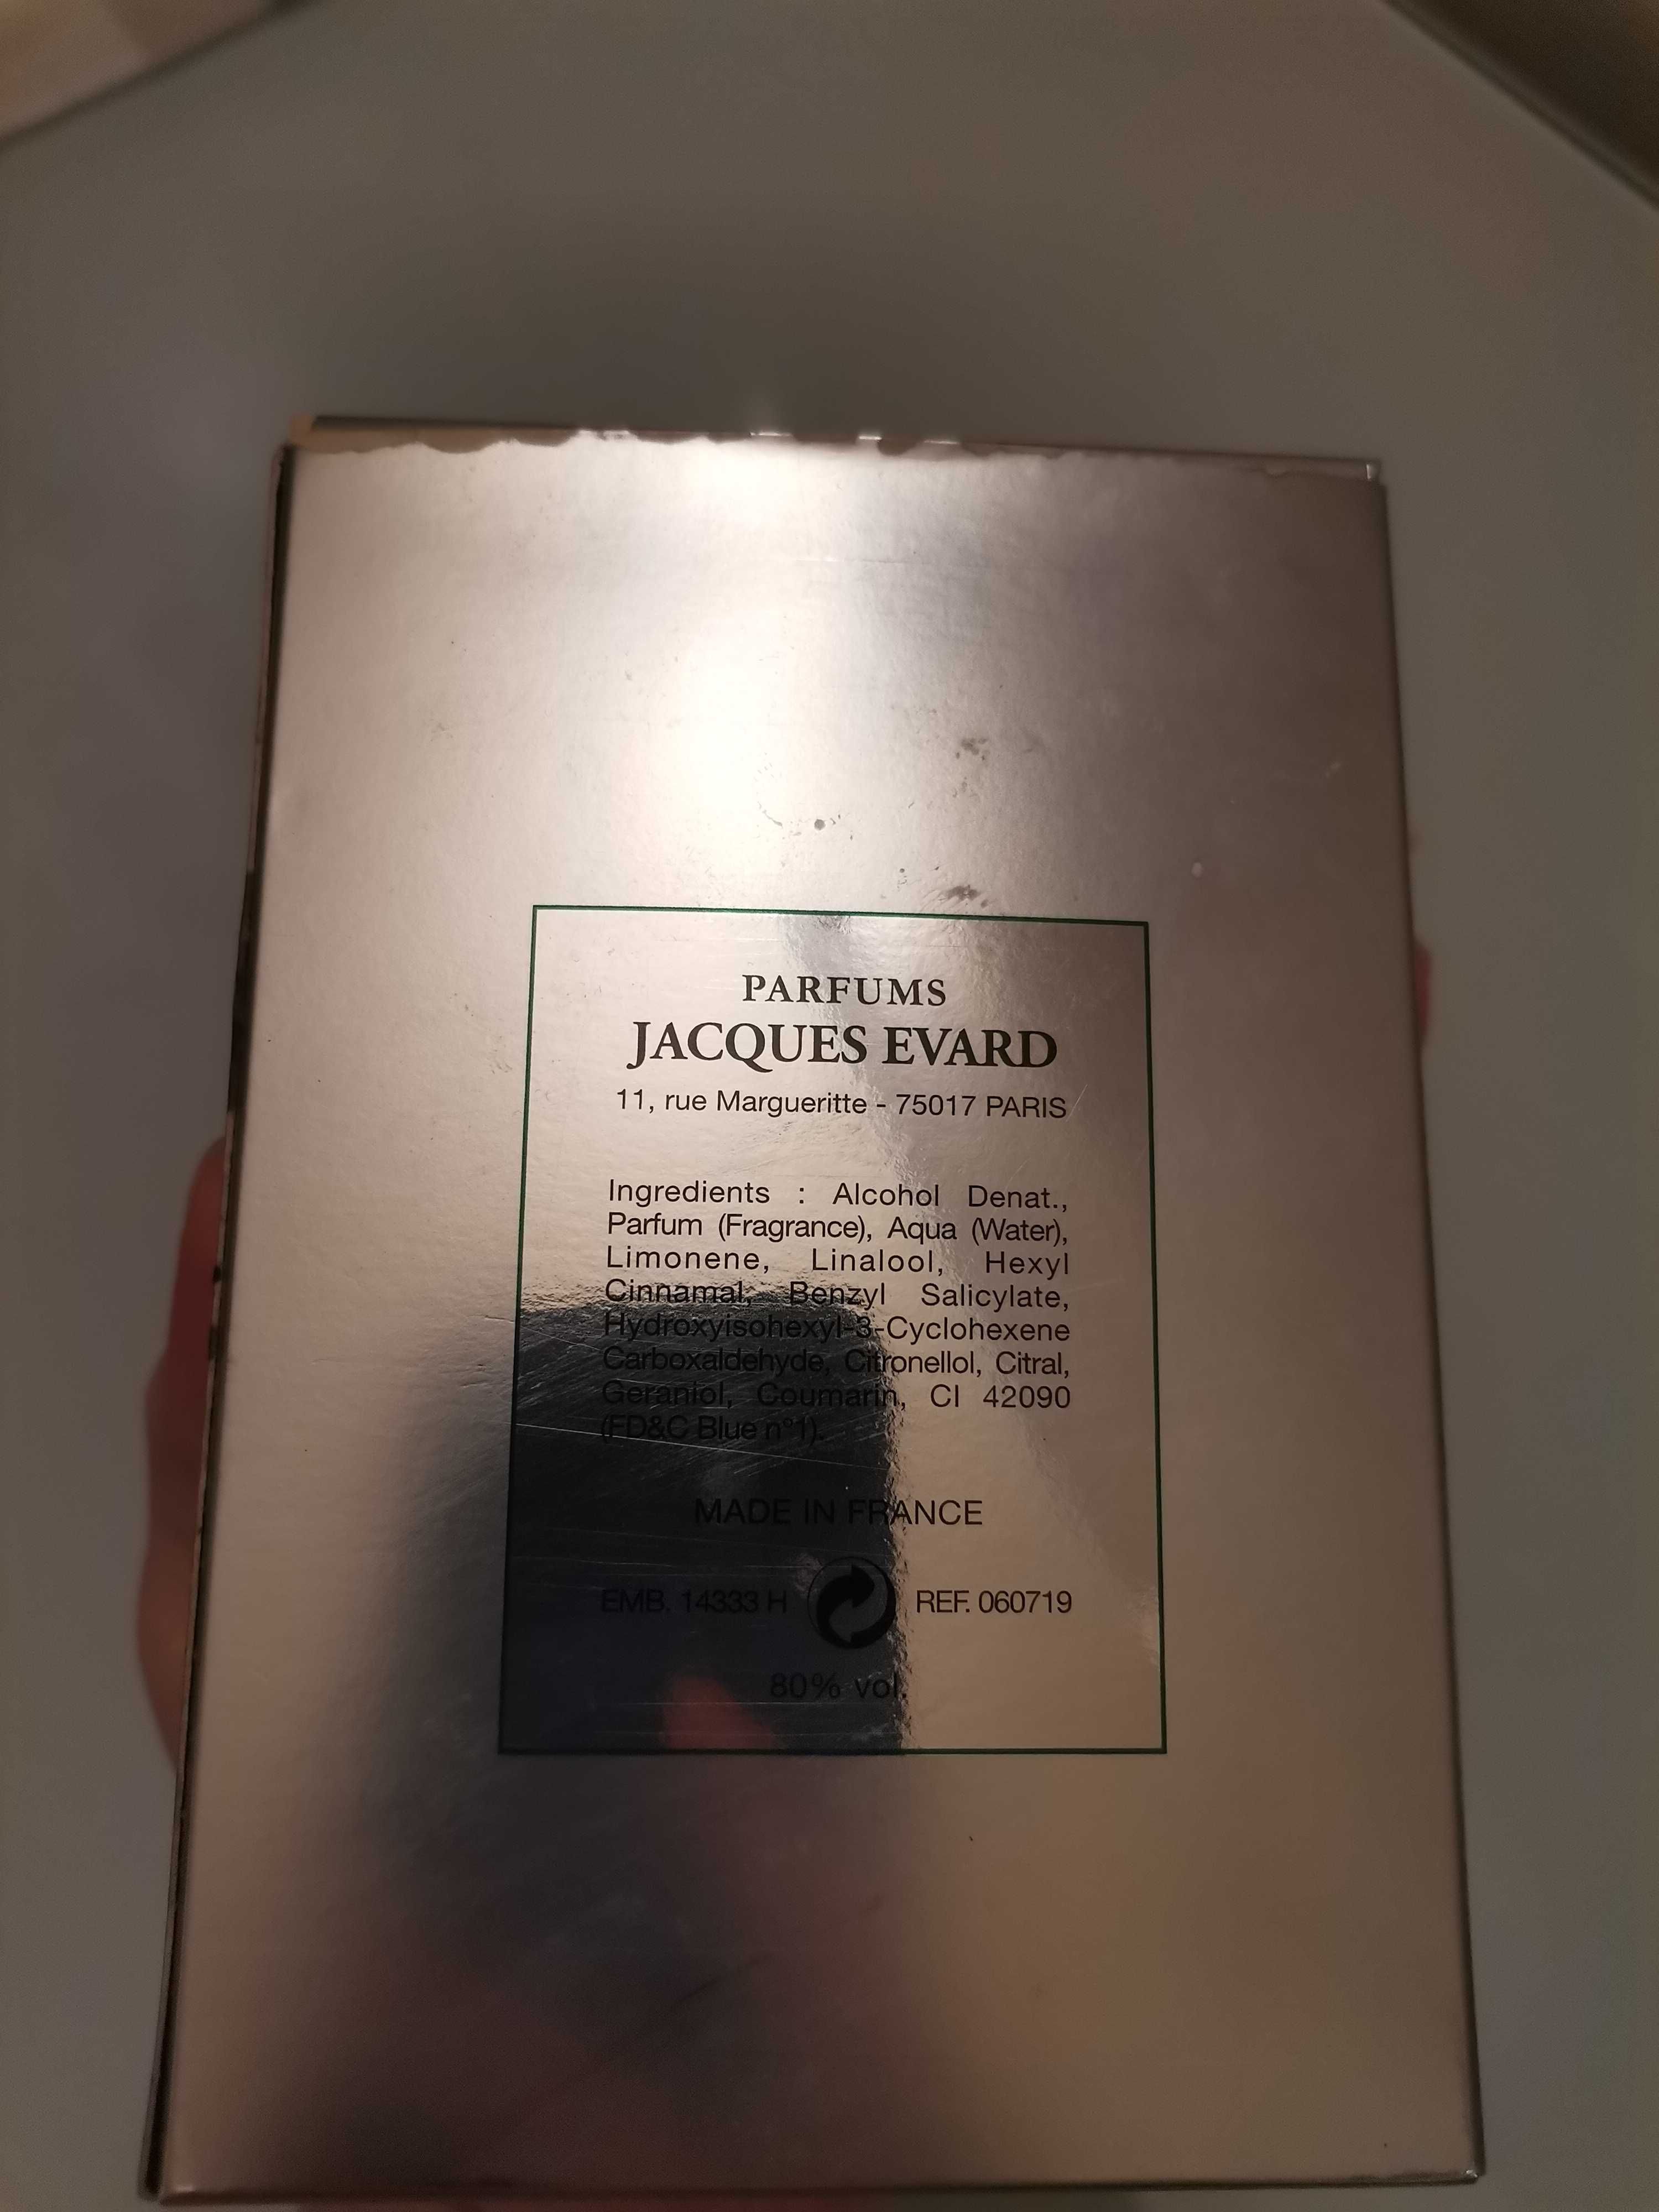 PARFUMS
JACQUES EVARD
11, rue Margueritte - 75017 PARIS
Ingredients : Alcohol Denat.,
Parfum (Fragrance), Aqua (Water),
Limonene, Linalool, Hexyl
Cinnamal, Benzyl Salicylate,
Hydroxyisohexyl-3-Cyclohexene
Carboxaldehyde, Citronellol, Citral,
Geraniol, Coumarin, CI 42090
(FD&C Blue n°1).
MADE IN FRANCE
EMB. 14333 H REF. 060719
80% vol.